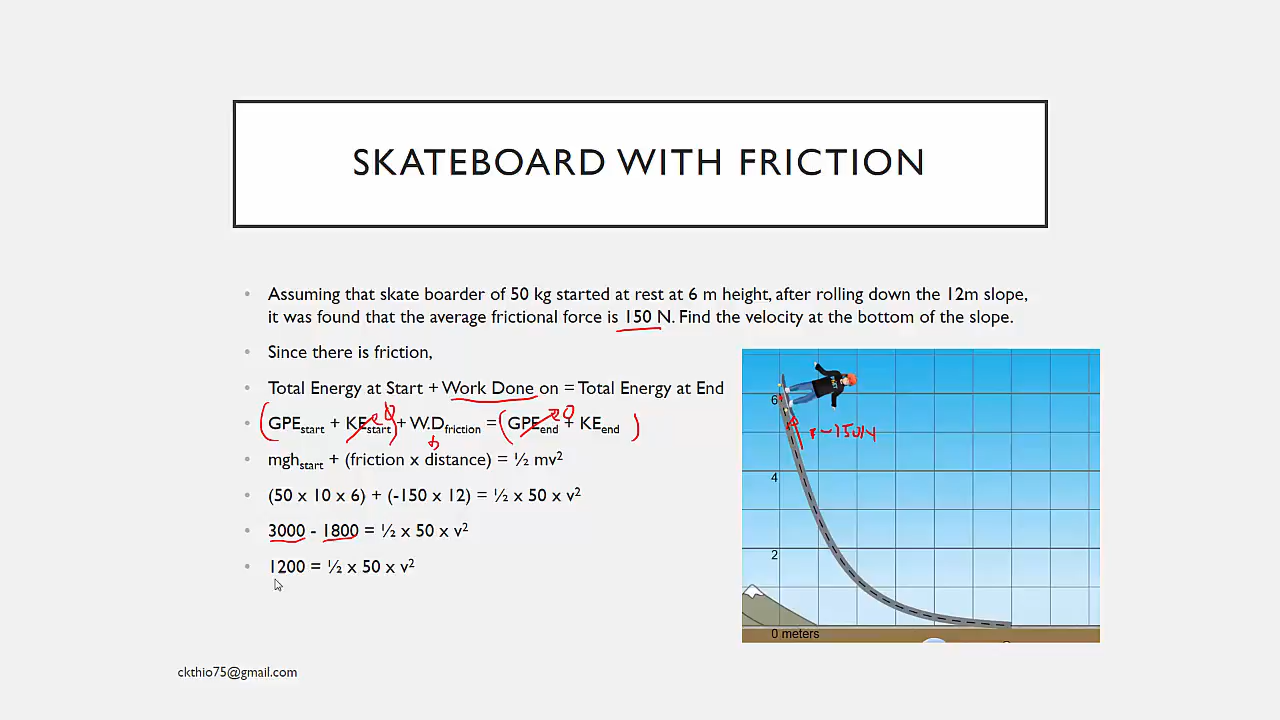 SKATEBOARD WITH FRICTION
• Assuming that skate boarder of 50 kg started at rest at 6 m height, after rolling down the 12m slope,
it was found that the average frictional force is 150 N. Find the velocity at the bottom of the slope.
• Since there is friction,
• Total Energy at Start + Work Done on = Total Energy at End
• (GPEstart + KEstart 0) + W.Dfriction = (GPEend 0 + KEend)
• mghstart + (friction x distance) = ½ mv²
• (50 x 10 x 6) + (-150 x 12) = ½ x 50 x v²
• 3000 - 1800 = ½ x 50 x v²
• 1200 = ½ x 50 x v²
6
4
2
0 meters
ckthio75@gmail.com